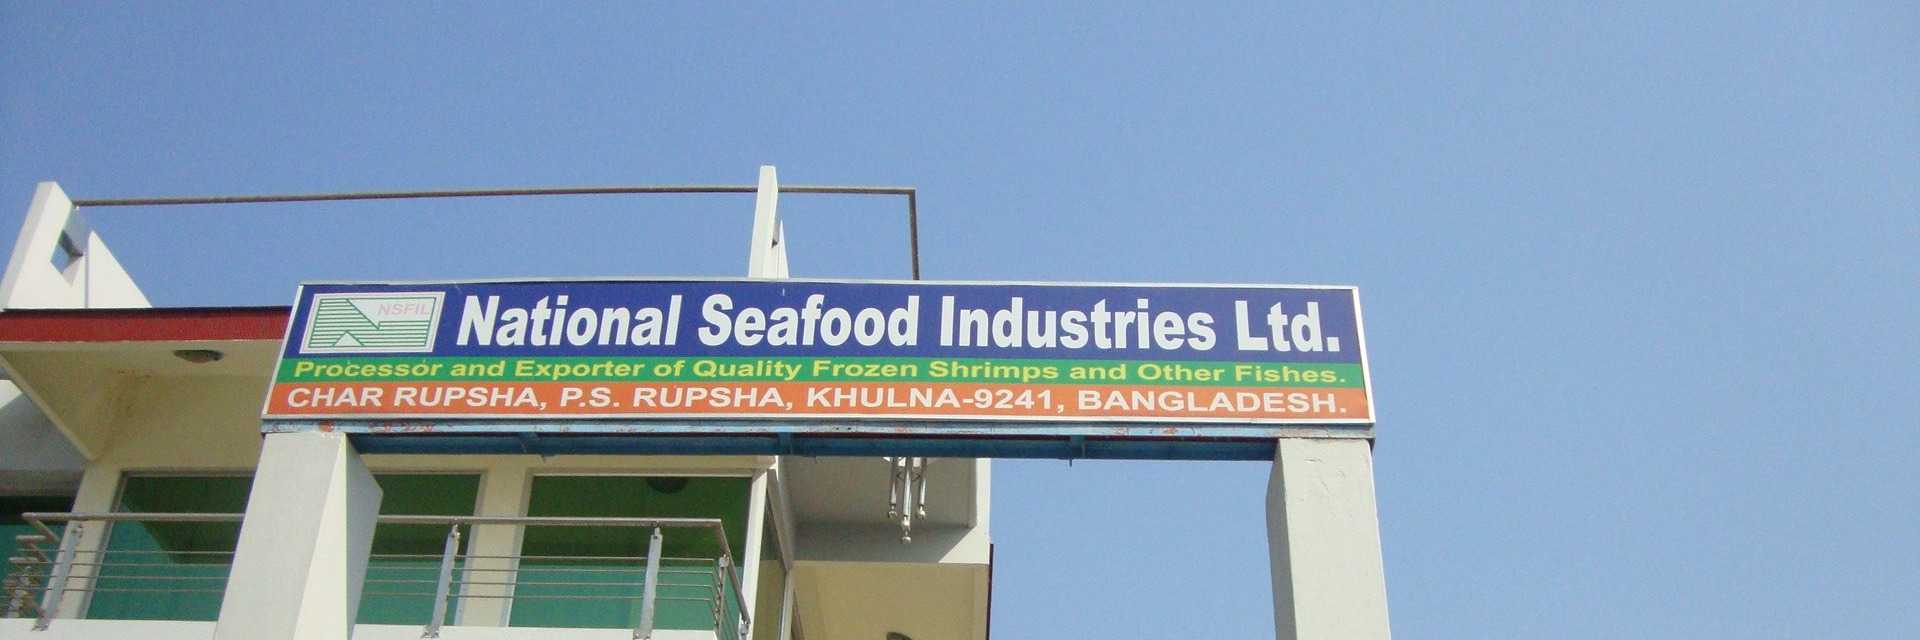 NSFIL
National Seafood Industries Ltd.
Processor and Exporter of Quality Frozen Shrimps and Other Fishes.
CHAR RUPSHA, P.S. RUPSHA, KHULNA-9241, BANGLADESH.